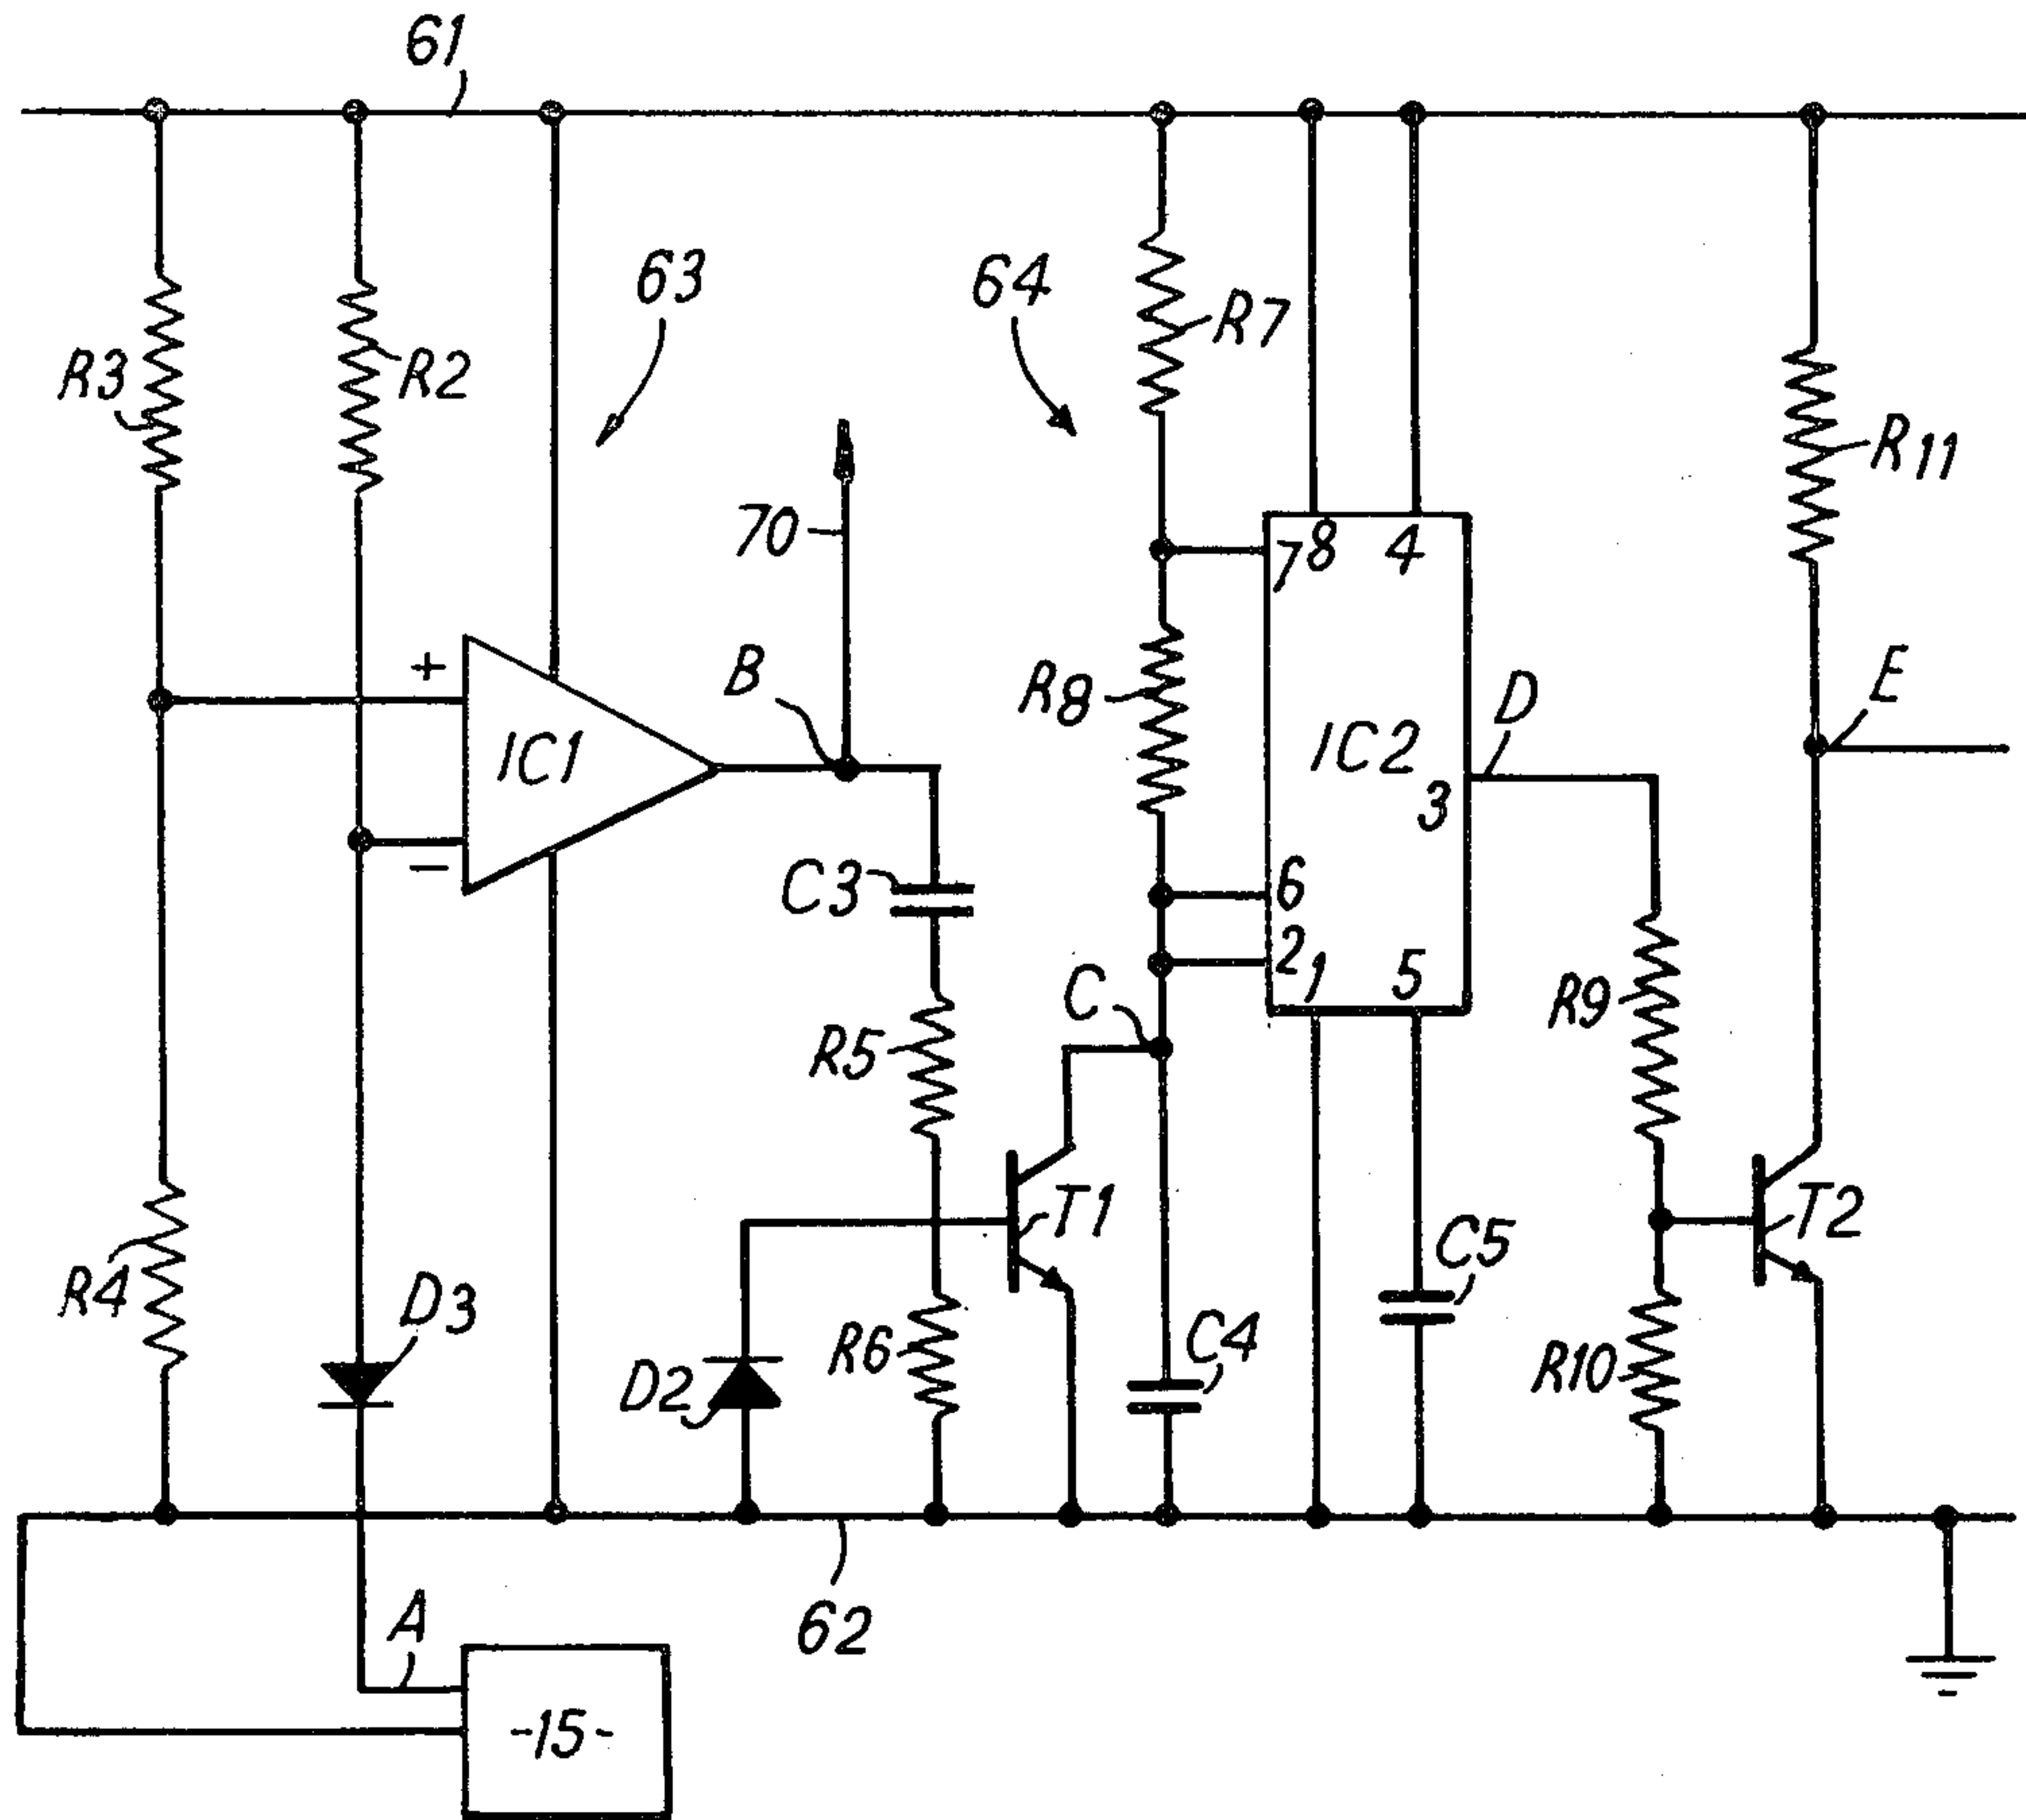 61
63
64
R3
R2
R7
R11
70
7
8
4
+
B
R8
D
E
IC1
IC2
3
−
C3
6
2
1
5
C
R5
R9
T1
T2
C5
R4
D3
D2
R6
C4
R10
A
62
-15-